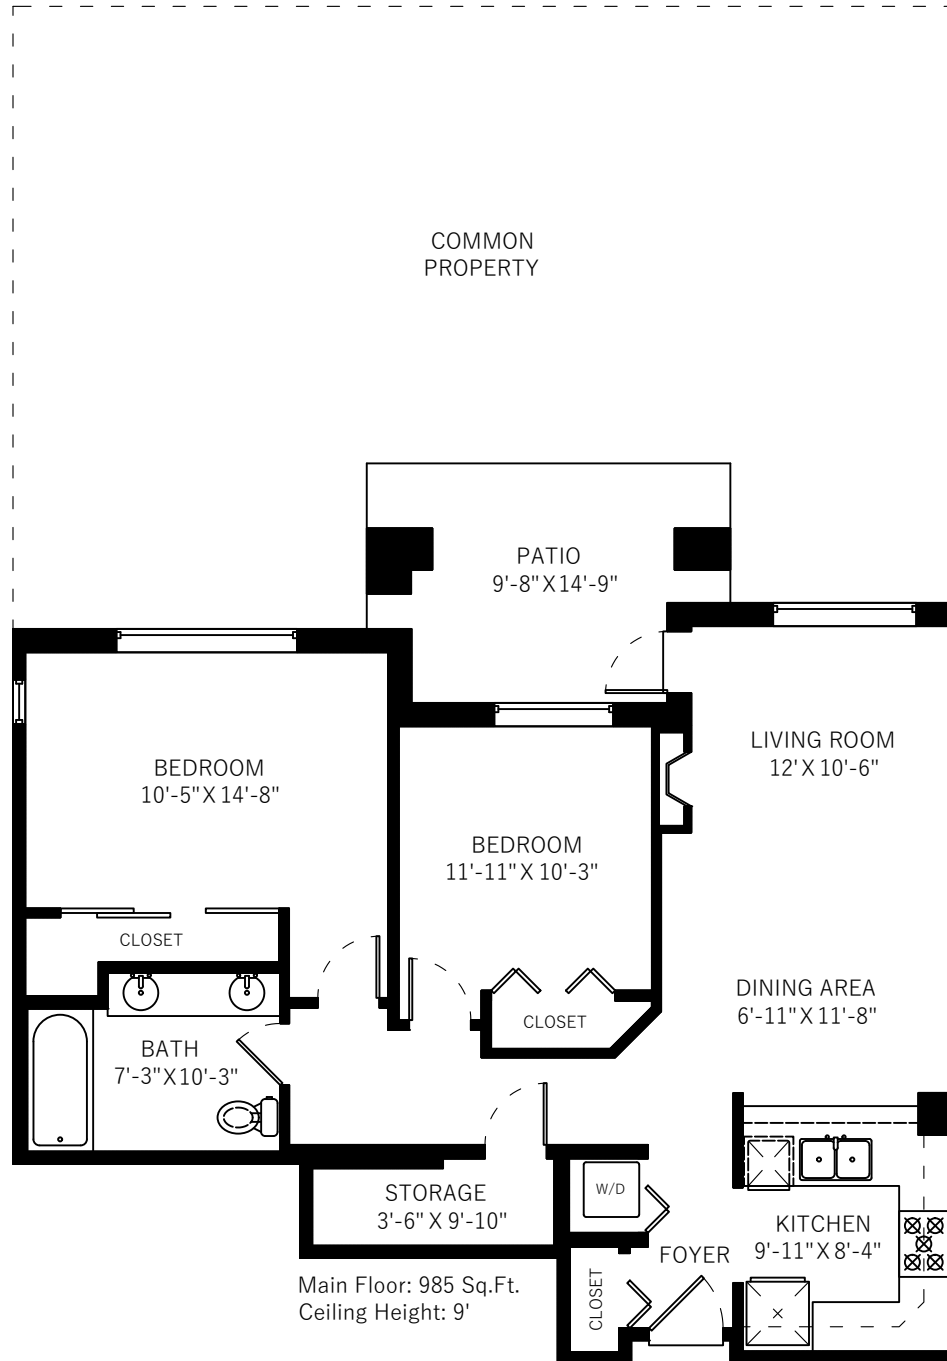 COMMON
PROPERTY
PATIO
9'-8" X 14'-9"
LIVING ROOM
12' X 10'-6"
BEDROOM
10'-5" X 14'-8"
BEDROOM
11'-11" X 10'-3"
CLOSET
DINING AREA
6'-11" X 11'-8"
CLOSET
BATH
7'-3" X 10'-3"
STORAGE
3'-6" X 9'-10"
W/D
KITCHEN
9'-11" X 8'-4"
FOYER
CLOSET
Main Floor: 985 Sq.Ft.
Ceiling Height: 9'